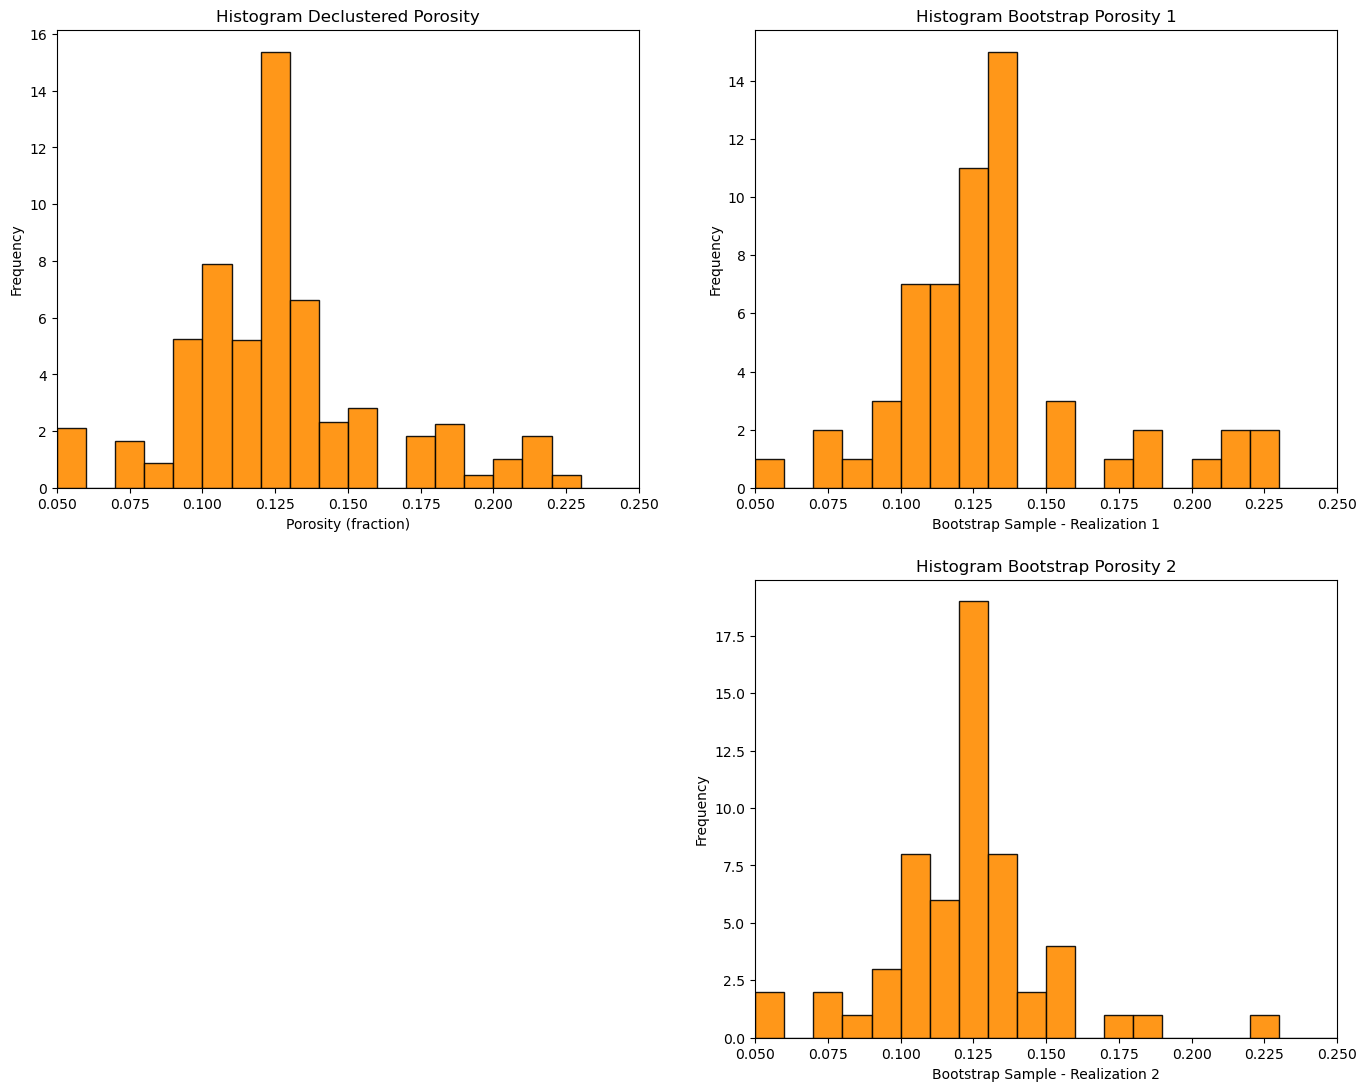 Histogram Declustered Porosity
16
14
12
10
8
6
4
2
0
Frequency
0.050 0.075 0.100 0.125 0.150 0.175 0.200 0.225 0.250
Porosity (fraction)
Histogram Bootstrap Porosity 1
14
12
10
8
6
4
2
0
Frequency
0.050 0.075 0.100 0.125 0.150 0.175 0.200 0.225 0.250
Bootstrap Sample - Realization 1
Histogram Bootstrap Porosity 2
17.5
15.0
12.5
10.0
7.5
5.0
2.5
0.0
Frequency
0.050 0.075 0.100 0.125 0.150 0.175 0.200 0.225 0.250
Bootstrap Sample - Realization 2